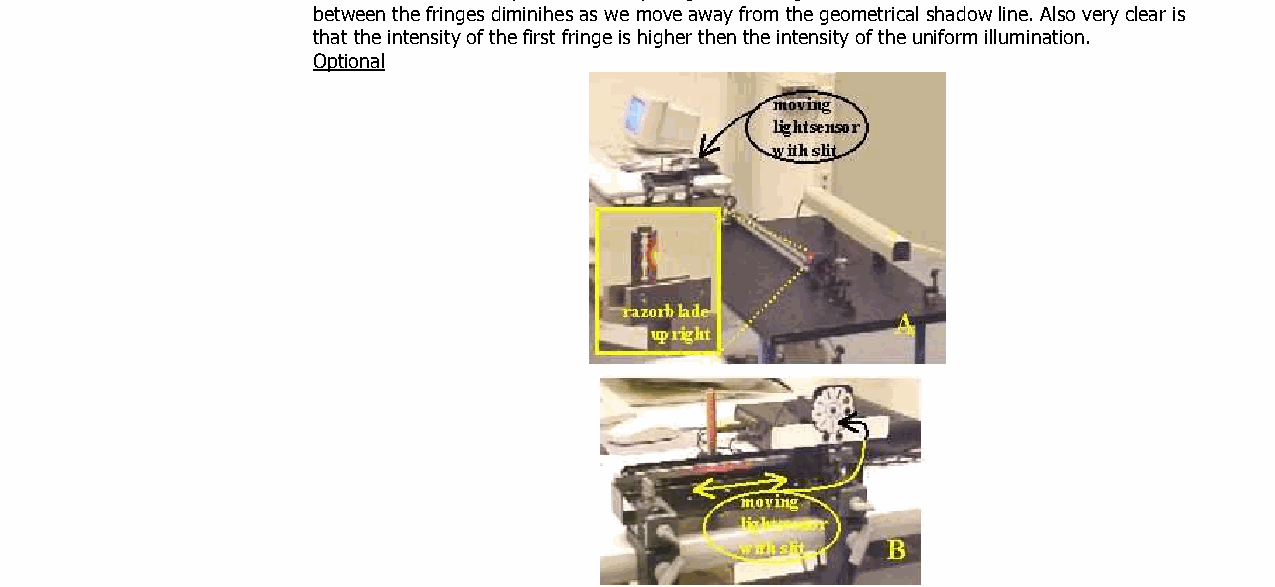 between the fringes diminihes as we move away from the geometrical shadow line. Also very clear is
that the intensity of the first fringe is higher then the intensity of the uniform illumination.
Optional
moving
lightsensor
with slit
razorblade
upright
A
moving
lightsensor
with slit
B